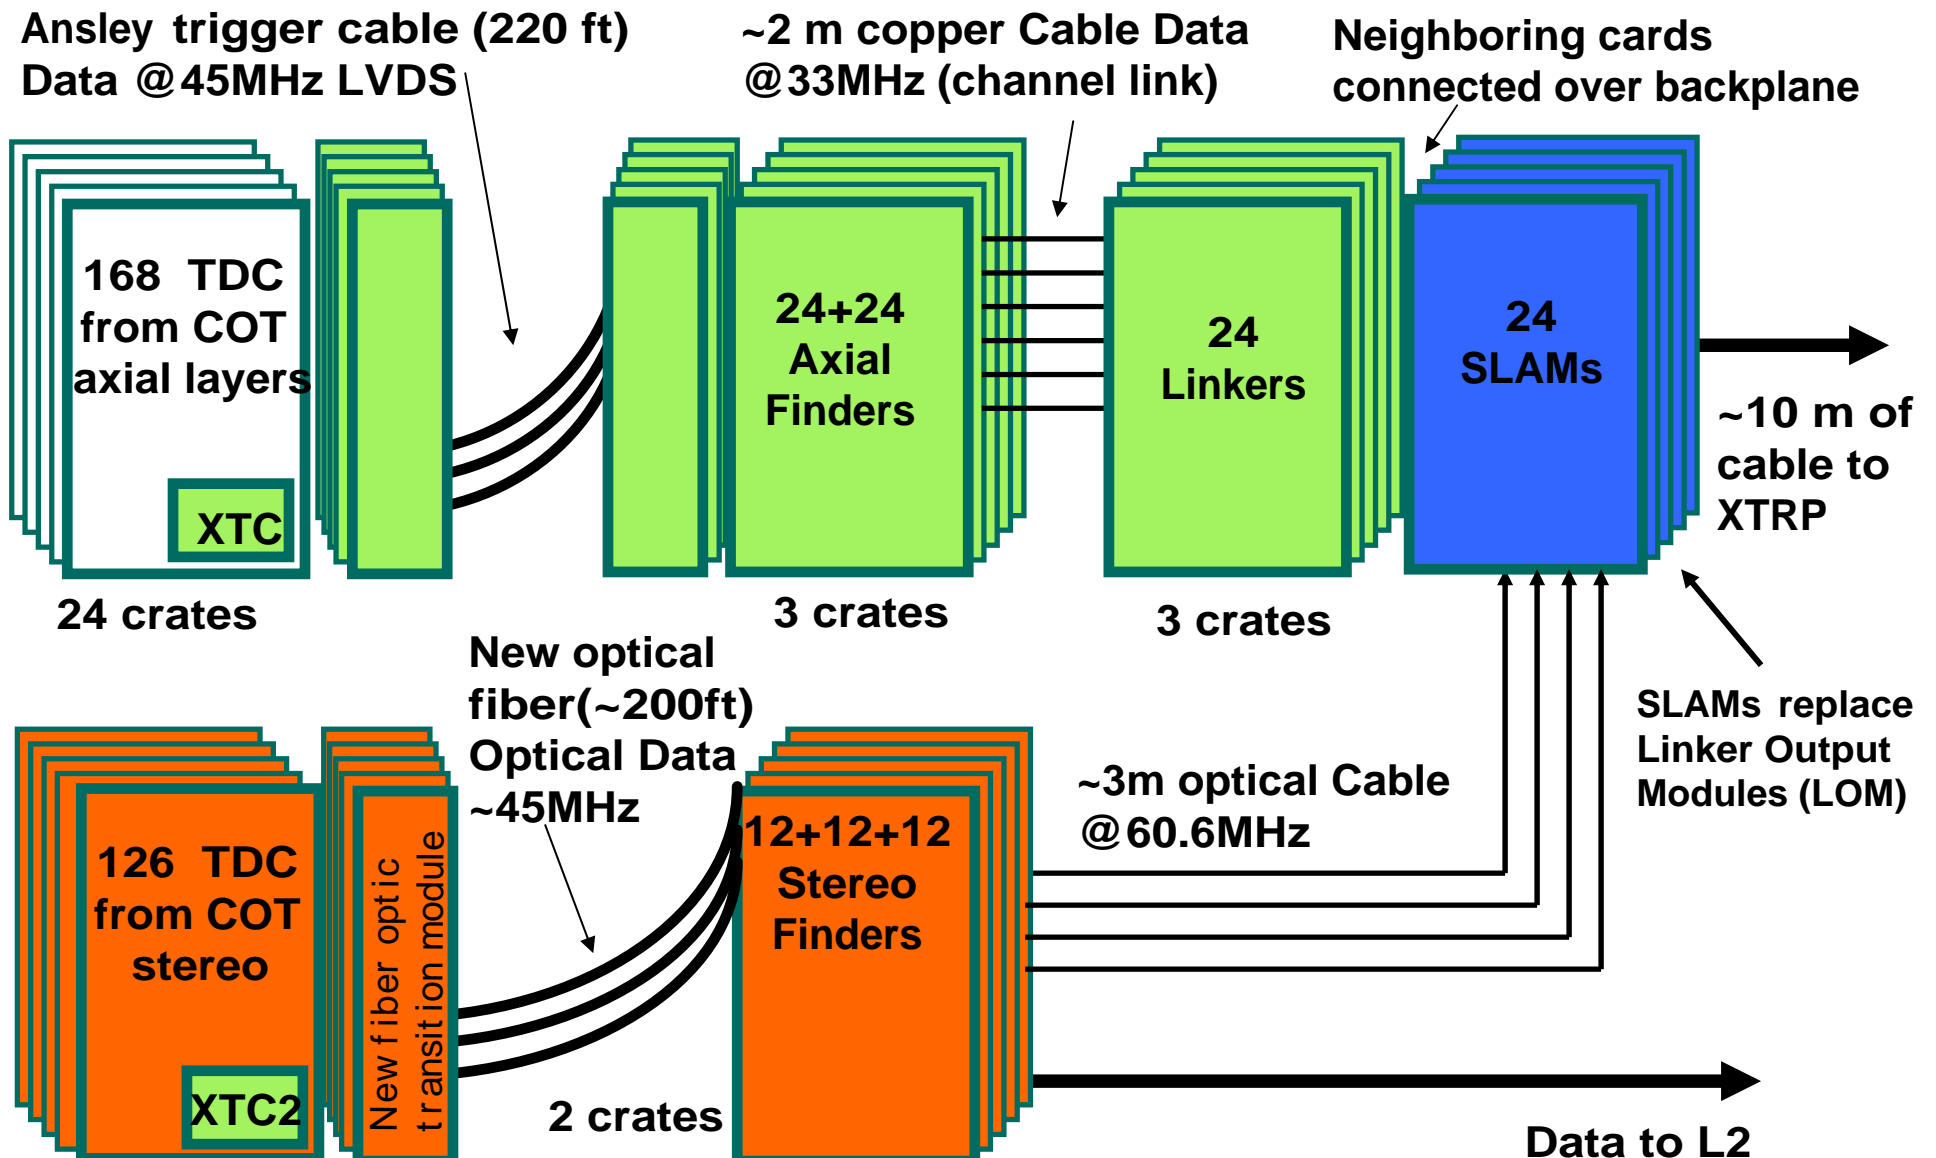 Ansley trigger cable (220 ft)
Data @45MHz LVDS
~2 m copper Cable Data
@33MHz (channel link)
Neighboring cards
connected over backplane
168 TDC
from COT
axial layers
XTC
24+24
Axial
Finders
24
Linkers
24
SLAMs
~10 m of
cable to
XTRP
24 crates
3 crates
3 crates
New optical
fiber(~200ft)
Optical Data
~45MHz
SLAMs replace
Linker Output
Modules (LOM)
~3m optical Cable
@60.6MHz
126 TDC
from COT
stereo
XTC2
New fiber optic
transition module
12+12+12
Stereo
Finders
2 crates
Data to L2